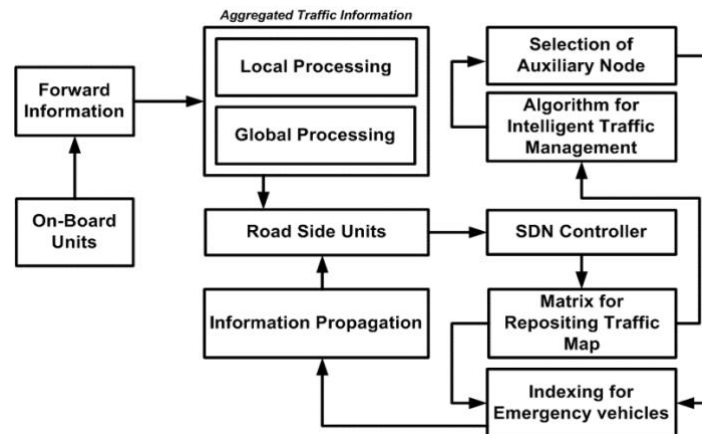 Aggregated Traffic Information
Local Processing
Global Processing
Forward
Information
On-Board
Units
Selection of
Auxiliary Node
Algorithm for
Intelligent Traffic
Management
Road Side Units
SDN Controller
Information Propagation
Matrix for
Repositing Traffic
Map
Indexing for
Emergency vehicles